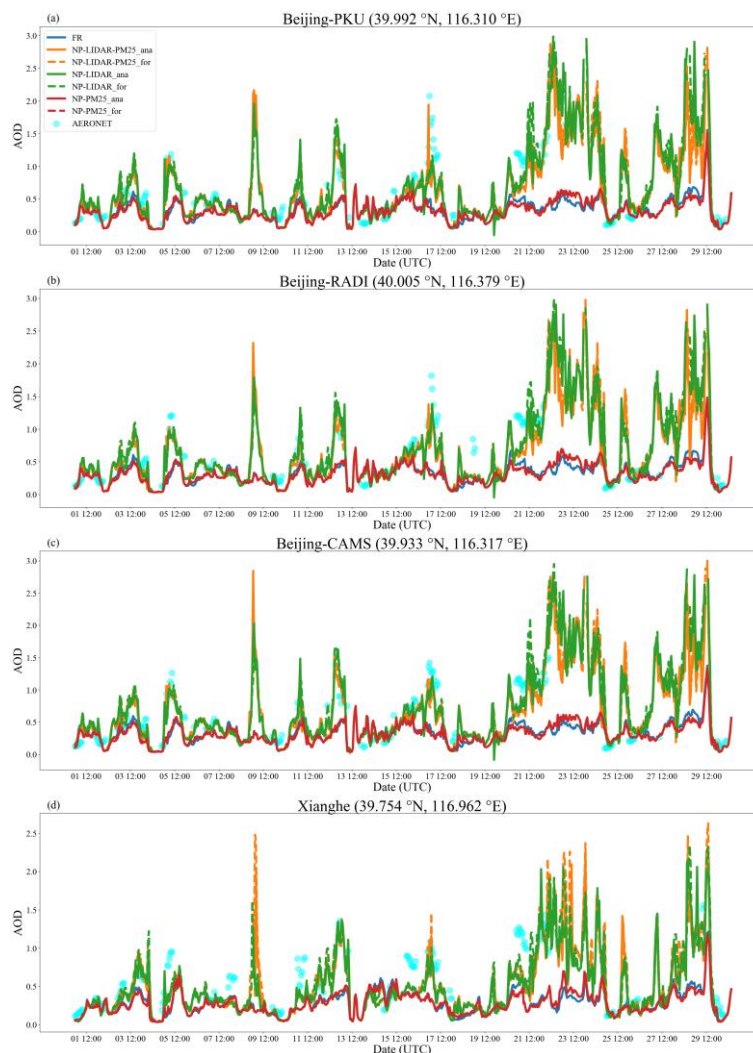 (a) Beijing-PKU (39.992 °N, 116.310 °E)
FR
NP-LIDAR-PM25_ana
NP-LIDAR-PM25_for
NP-LIDAR_ana
NP-LIDAR_for
NP-PM25_ana
NP-PM25_for
AERONET
AOD
3.0
2.5
2.0
1.5
1.0
0.5
0.0
01 12:00 03 12:00 05 12:00 07 12:00 09 12:00 11 12:00 13 12:00 15 12:00 17 12:00 19 12:00 21 12:00 23 12:00 25 12:00 27 12:00 29 12:00
Date (UTC)
(b) Beijing-RADI (40.005 °N, 116.379 °E)
AOD
3.0
2.5
2.0
1.5
1.0
0.5
0.0
01 12:00 03 12:00 05 12:00 07 12:00 09 12:00 11 12:00 13 12:00 15 12:00 17 12:00 19 12:00 21 12:00 23 12:00 25 12:00 27 12:00 29 12:00
Date (UTC)
(c) Beijing-CAMS (39.933 °N, 116.317 °E)
AOD
3.0
2.5
2.0
1.5
1.0
0.5
0.0
01 12:00 03 12:00 05 12:00 07 12:00 09 12:00 11 12:00 13 12:00 15 12:00 17 12:00 19 12:00 21 12:00 23 12:00 25 12:00 27 12:00 29 12:00
Date (UTC)
(d) Xianghe (39.754 °N, 116.962 °E)
AOD
2.5
2.0
1.5
1.0
0.5
0.0
01 12:00 03 12:00 05 12:00 07 12:00 09 12:00 11 12:00 13 12:00 15 12:00 17 12:00 19 12:00 21 12:00 23 12:00 25 12:00 27 12:00 29 12:00
Date (UTC)